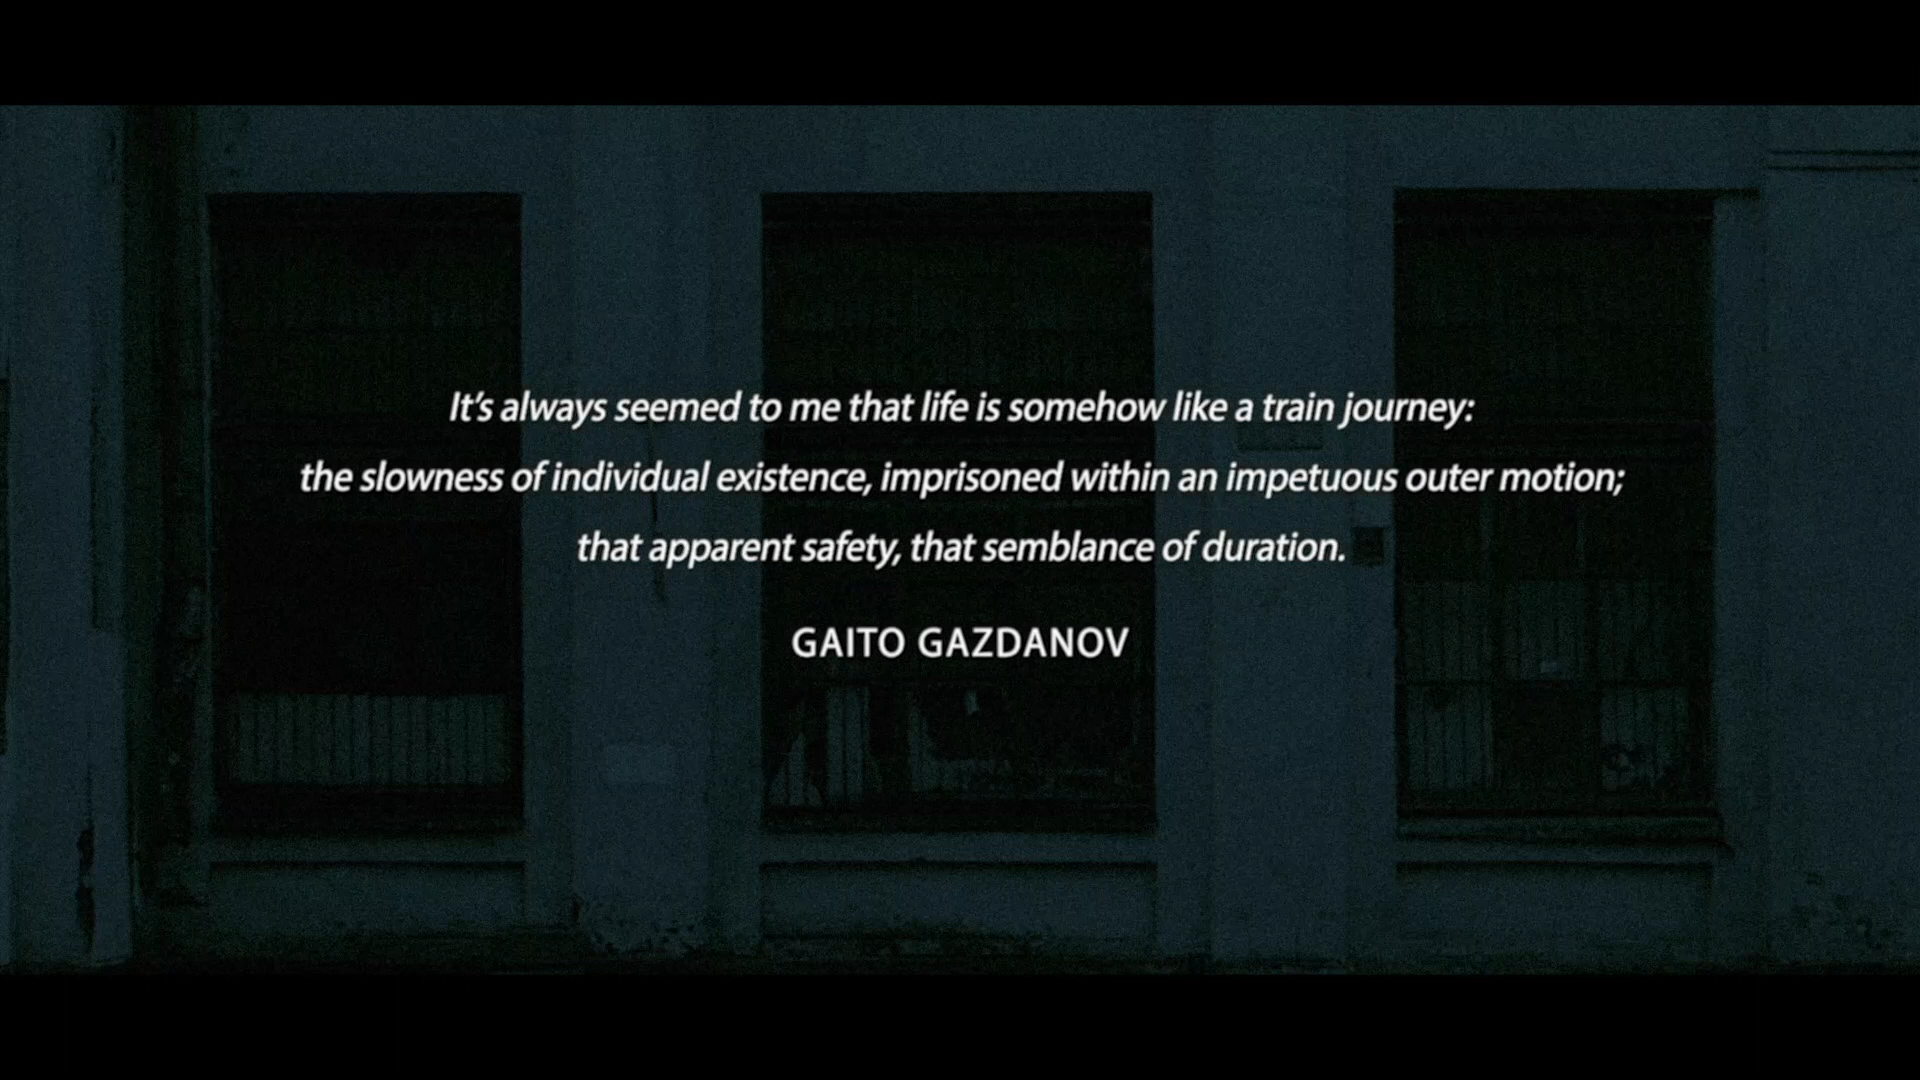 It's always seemed to me that life is somehow like a train journey:
the slowness of individual existence, imprisoned within an impetuous outer motion;
that apparent safety, that semblance of duration.
GAITO GAZDANOV